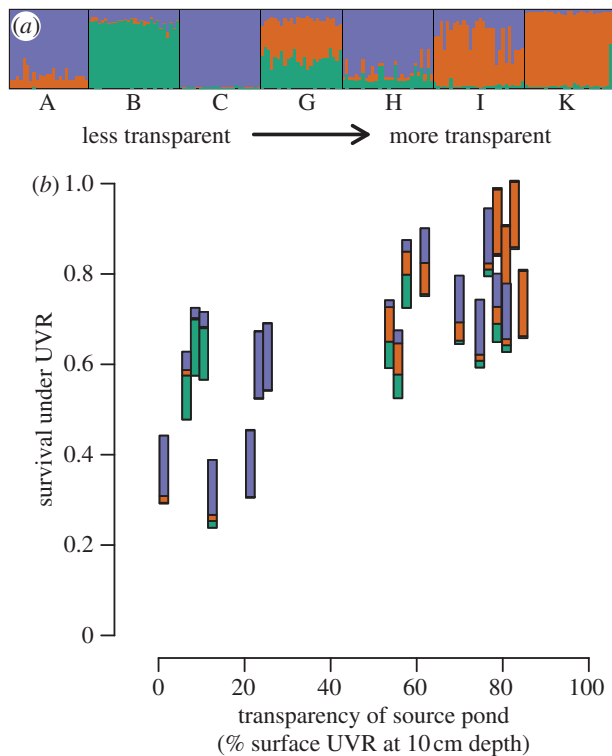 (a)
A B C G H I K
less transparent more transparent
(b)
1.0
0.8
0.6
0.4
0.2
0
survival under UVR
0 20 40 60 80 100
transparency of source pond
(% surface UVR at 10 cm depth)